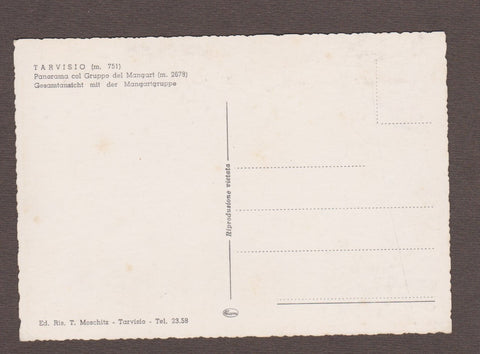 TARVISIO (m. 751)
Panorama col Gruppo del Mangart (m. 2678)
Gesamtansicht mit der Mangartgruppe
Riproduzione vietata
Ed. Ris. T. Moschitz - Tarvisio - Tel. 23.58